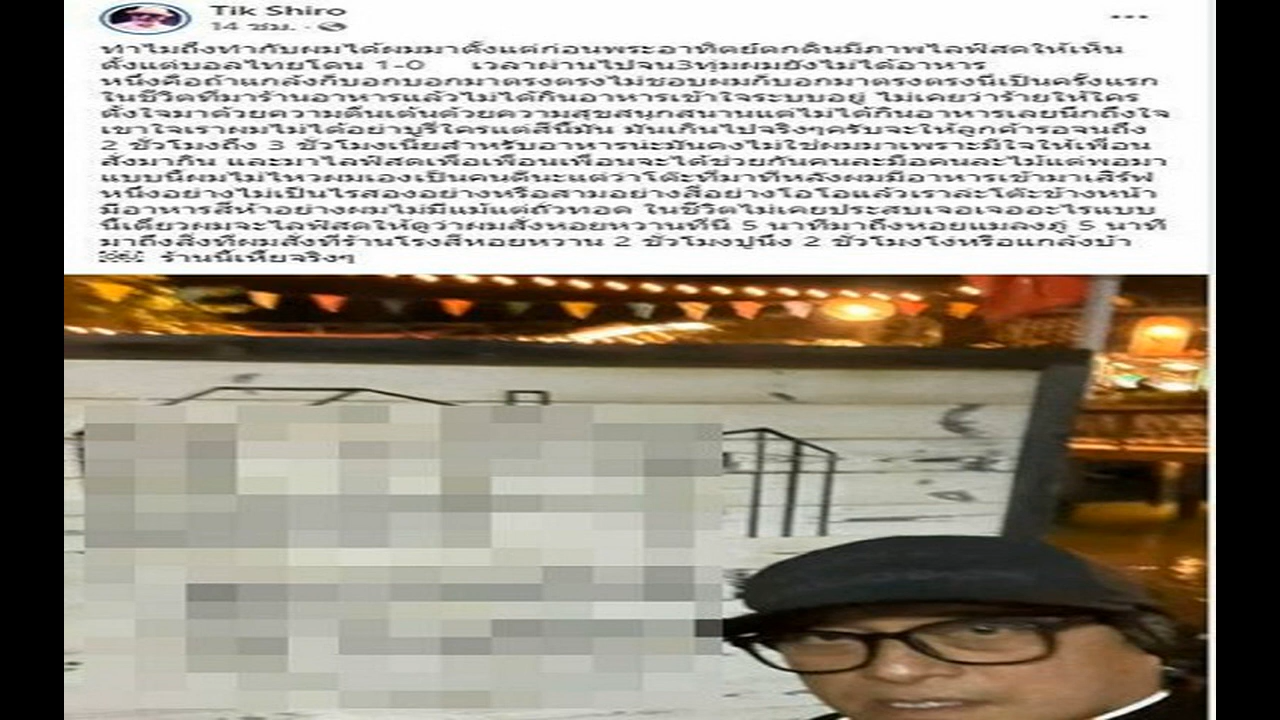 Tik Shiro
14 ชม. ·
ทำไมถึงทำกับผมได้ผมมาตั้งแต่ก่อนพระอาทิตย์ตกดินมีภาพไลฟ์สดให้เห็น
ตั้งแต่บอลไทยโดน 1-0 เวลาผ่านไปจน3ทุ่มผมยังไม่ได้อาหาร
หนึ่งคือถ้าแกล้งก็บอกบอกมาตรงตรงไม่ชอบผมก็บอกมาตรงตรงนี่เป็นครั้งแรก
ในชีวิตที่มาร้านอาหารแล้วไม่ได้กินอาหารเข้าใจระบบอยู่ ไม่เคยว่าร้ายให้ใคร
ตั้งใจมาด้วยความตื่นเต้นด้วยความสุขสนุกสนานแต่ไม่ได้กินอาหารเลยนึกถึงใจ
เขาใจเราผมไม่ได้อย่าบูรี่ใครแต่สีนี้มัน มันเกินไปจริงๆครับจะให้ลูกค้ารอจนถึง
2 ชั่วโมงถึง 3 ชั่วโมงเนี่ยสำหรับอาหารน่ะมันคงไม่ใช่ผมมาเพราะมีใจให้เพื่อน
สั่งมากิน และมาไลฟ์สดเพื่อเพื่อนเพื่อนจะได้ช่วยกันคนละมือคนละไม้แต่พอมา
แบบนี้ผมไม่ไหวผมเองเป็นคนดีนะแต่ว่าโต๊ะที่มาทีหลังผมมีอาหารเข้ามาเสิร์ฟ
หนึ่งอย่างไม่เป็นไรสองอย่างหรือสามอย่างสี่อย่างโอโอแล้วเราล่ะโต๊ะข้างหน้า
มีอาหารสี่ห้าอย่างผมไม่มีแม้แต่ถั่วทอด ในชีวิตไม่เคยประสบเจอเจออะไรแบบ
นี้เดี๋ยวผมจะไลฟ์สดให้ดูว่าผมสั่งหอยหวานที่นี่ 5 นาทีมาถึงหอยแมลงภู่ 5 นาที
มาถึงสิ่งที่ผมสั่งที่ร้านโรงสีหอยหวาน 2 ชั่วโมงปูนึ่ง 2 ชั่วโมงโง่หรือแกล้งบ้า
ร้านนี้เหี้ยจริงๆ